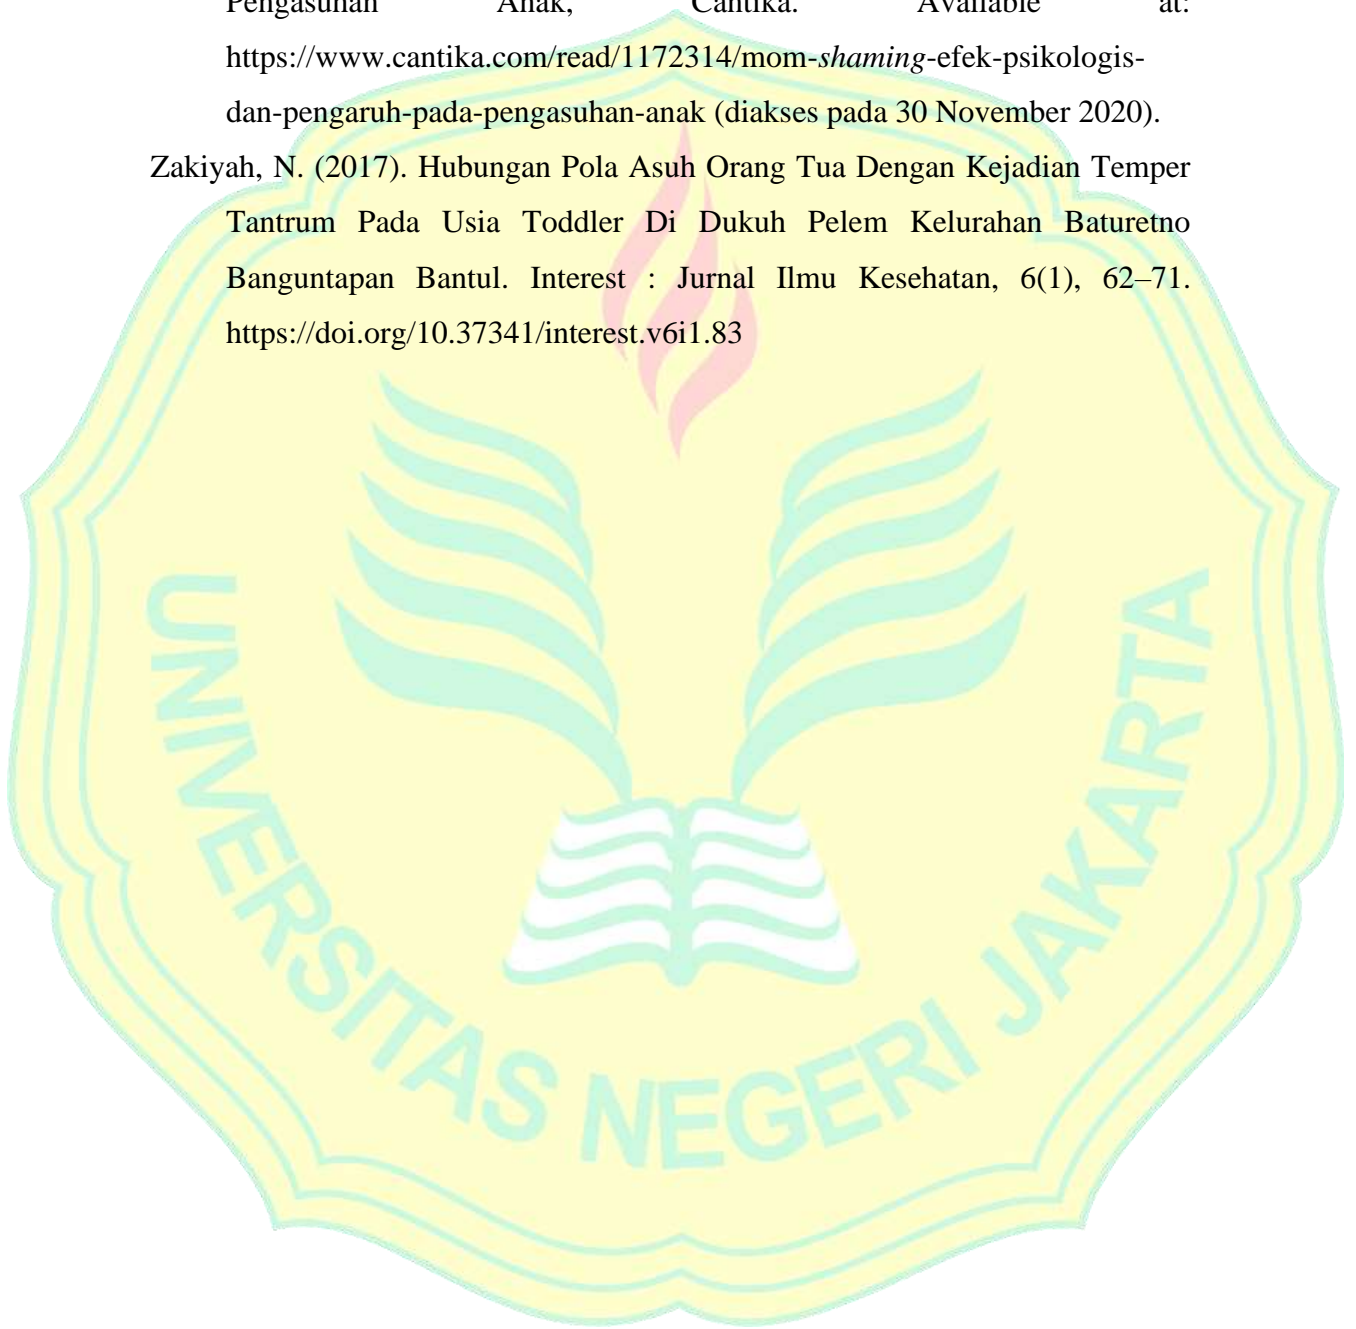 Pengasuhan Anak, Cantika. Available at:
https://www.cantika.com/read/1172314/mom-shaming-efek-psikologis-
dan-pengaruh-pada-pengasuhan-anak (diakses pada 30 November 2020).
Zakiyah, N. (2017). Hubungan Pola Asuh Orang Tua Dengan Kejadian Temper
Tantrum Pada Usia Toddler Di Dukuh Pelem Kelurahan Baturetno
Banguntapan Bantul. Interest : Jurnal Ilmu Kesehatan, 6(1), 62–71.
https://doi.org/10.37341/interest.v6i1.83
UNIVERSITAS NEGERI JAKARTA